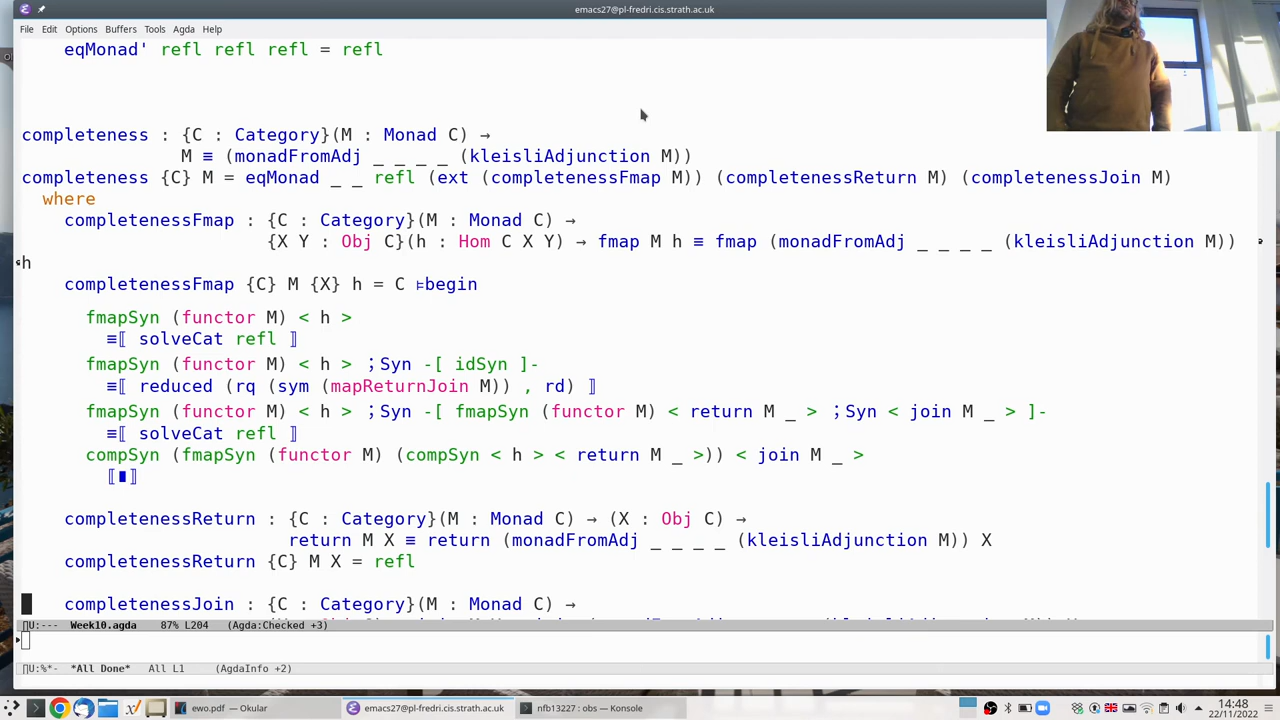 emacs27@pl-fredri.cis.strath.ac.uk
File Edit Options Buffers Tools Agda Help
eqMonad' refl refl refl = refl
completeness : {C : Category}(M : Monad C) →
M ≡ (monadFromAdj _ _ _ _ (kleisliAdjunction M))
completeness {C} M = eqMonad _ _ refl (ext (completenessFmap M)) (completenessReturn M) (completenessJoin M)
where
completenessFmap : {C : Category}(M : Monad C) →
{X Y : Obj C}(h : Hom C X Y) → fmap M h ≡ fmap (monadFromAdj _ _ _ _ (kleisliAdjunction M))
h
completenessFmap {C} M {X} h = C ⊧begin
fmapSyn (functor M) < h >
≡⟦ solveCat refl ⟧
fmapSyn (functor M) < h > ;Syn -[ idSyn ]-
≡⟦ reduced (rq (sym (mapReturnJoin M)) , rd) ⟧
fmapSyn (functor M) < h > ;Syn -[ fmapSyn (functor M) < return M _ > ;Syn < join M _ > ]-
≡⟦ solveCat refl ⟧
compSyn (fmapSyn (functor M) (compSyn < h > < return M _ >)) < join M _ >
⟦∎⟧
completenessReturn : {C : Category}(M : Monad C) → (X : Obj C) →
return M X ≡ return (monadFromAdj _ _ _ _ (kleisliAdjunction M)) X
completenessReturn {C} M X = refl
completenessJoin : {C : Category}(M : Monad C) →
U:--- Week10.agda 87% L204 (Agda:Checked +3)
U:%*- *All Done* All L1 (AgdaInfo +2)
ewo.pdf — Okular emacs27@pl-fredri.cis.strath.ac.uk nfb13227 : obs — Konsole
14:48
22/11/2022